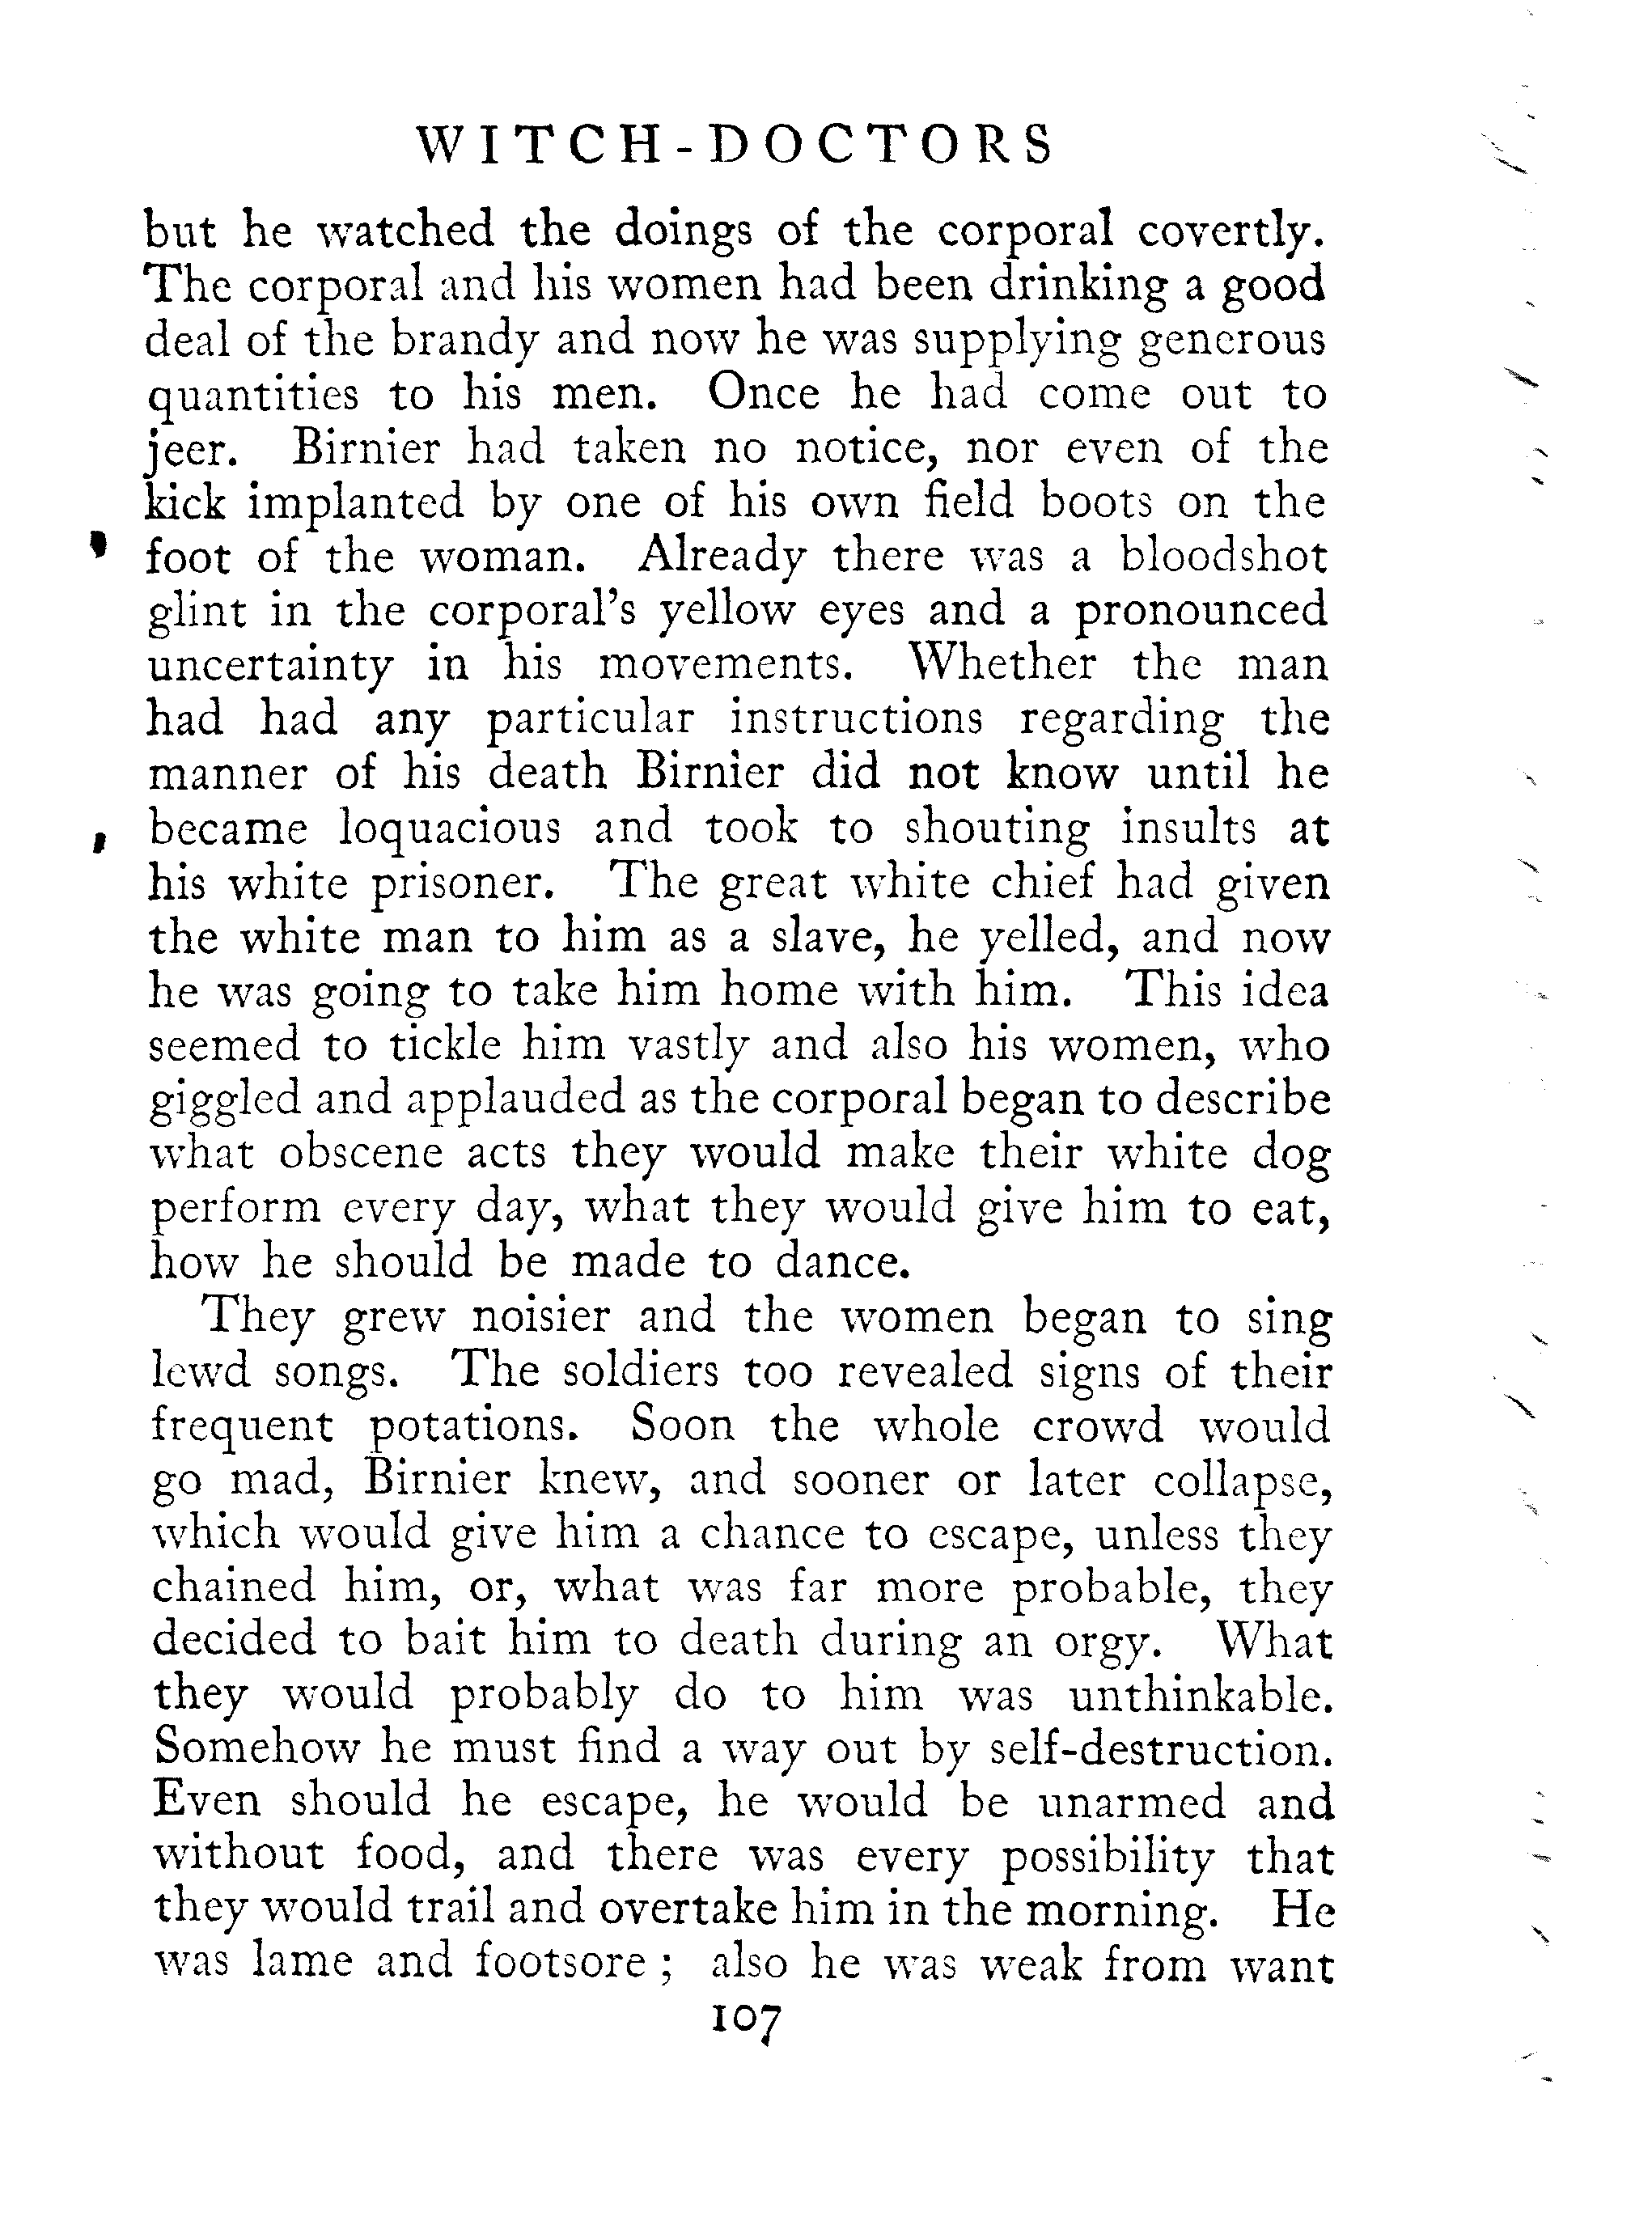 WITCH-DOCTORS
but he watched the doings of the corporal covertly.
The corporal and his women had been drinking a good
deal of the brandy and now he was supplying generous
quantities to his men. Once he had come out to
jeer. Birnier had taken no notice, nor even of the
kick implanted by one of his own field boots on the
foot of the woman. Already there was a bloodshot
glint in the corporal's yellow eyes and a pronounced
uncertainty in his movements. Whether the man
had had any particular instructions regarding the
manner of his death Birnier did not know until he
became loquacious and took to shouting insults at
his white prisoner. The great white chief had given
the white man to him as a slave, he yelled, and now
he was going to take him home with him. This idea
seemed to tickle him vastly and also his women, who
giggled and applauded as the corporal began to describe
what obscene acts they would make their white dog
perform every day, what they would give him to eat,
how he should be made to dance.
They grew noisier and the women began to sing
lewd songs. The soldiers too revealed signs of their
frequent potations. Soon the whole crowd would
go mad, Birnier knew, and sooner or later collapse,
which would give him a chance to escape, unless they
chained him, or, what was far more probable, they
decided to bait him to death during an orgy. What
they would probably do to him was unthinkable.
Somehow he must find a way out by self-destruction.
Even should he escape, he would be unarmed and
without food, and there was every possibility that
they would trail and overtake him in the morning. He
was lame and footsore; also he was weak from want
107